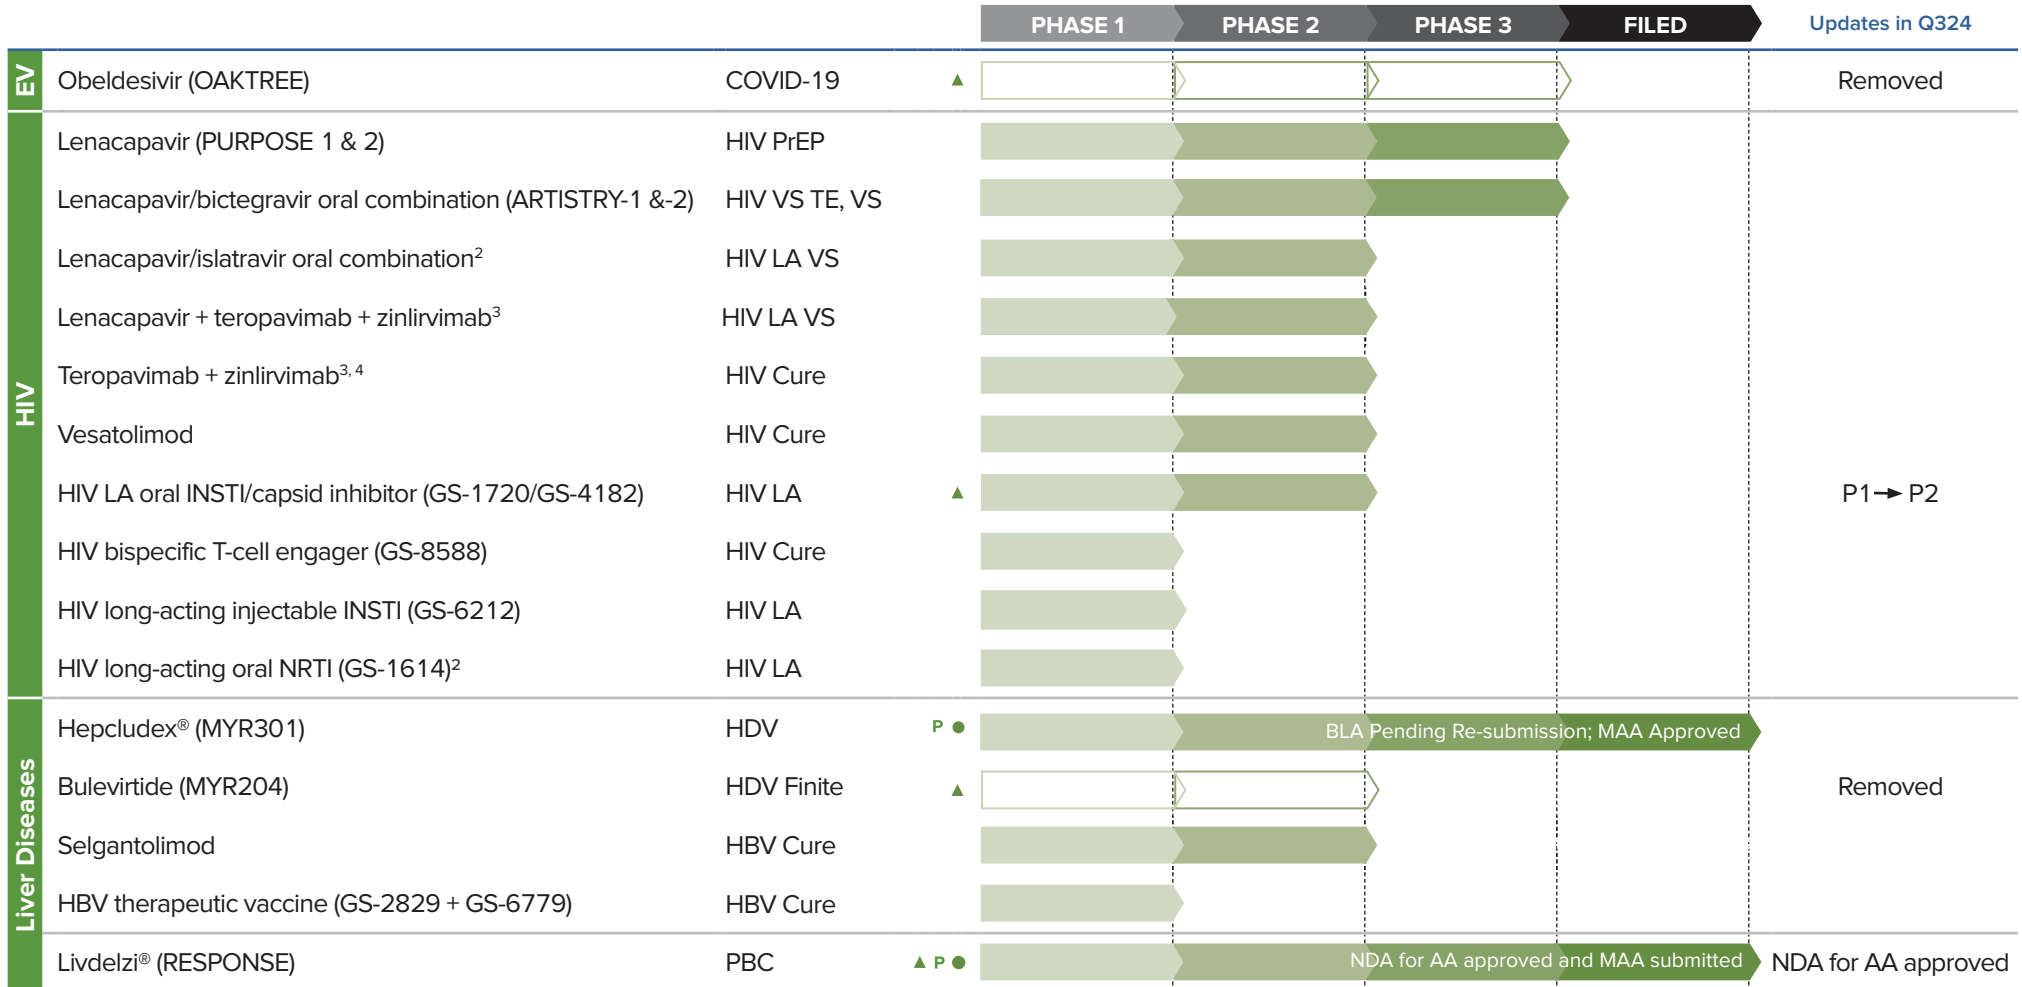 PHASE 1 PHASE 2 PHASE 3 FILED Updates in Q324
EV
Obeldesivir (OAKTREE) COVID-19 ▲ Removed
HIV
Lenacapavir (PURPOSE 1 & 2) HIV PrEP
Lenacapavir/bictegravir oral combination (ARTISTRY-1 &-2) HIV VS TE, VS
Lenacapavir/islatravir oral combination² HIV LA VS
Lenacapavir + teropavimab + zinlirvimab³ HIV LA VS
Teropavimab + zinlirvimab³,⁴ HIV Cure
Vesatolimod HIV Cure
HIV LA oral INSTI/capsid inhibitor (GS-1720/GS-4182) HIV LA ▲ P1→ P2
HIV bispecific T-cell engager (GS-8588) HIV Cure
HIV long-acting injectable INSTI (GS-6212) HIV LA
HIV long-acting oral NRTI (GS-1614)² HIV LA
Liver Diseases
Hepcludex® (MYR301) HDV P ● BLA Pending Re-submission; MAA Approved
Bulevirtide (MYR204) HDV Finite ▲ Removed
Selgantolimod HBV Cure
HBV therapeutic vaccine (GS-2829 + GS-6779) HBV Cure
Livdelzi® (RESPONSE) PBC ▲ P ● NDA for AA approved and MAA submitted NDA for AA approved